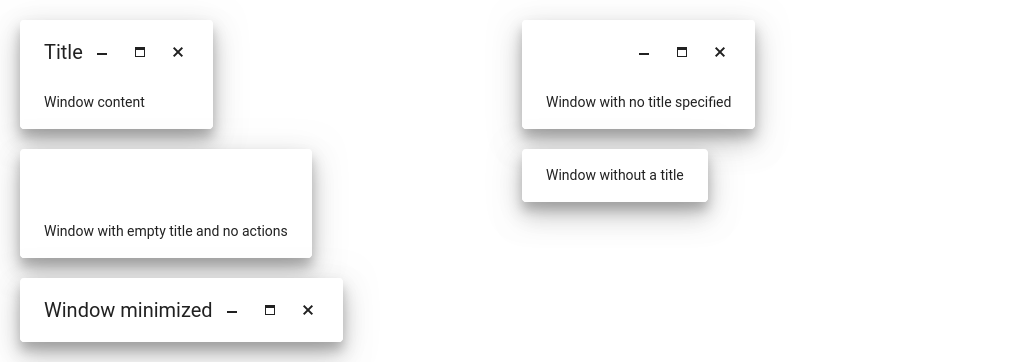 Title
Window content
Window with no title specified
Window with empty title and no actions
Window without a title
Window minimized